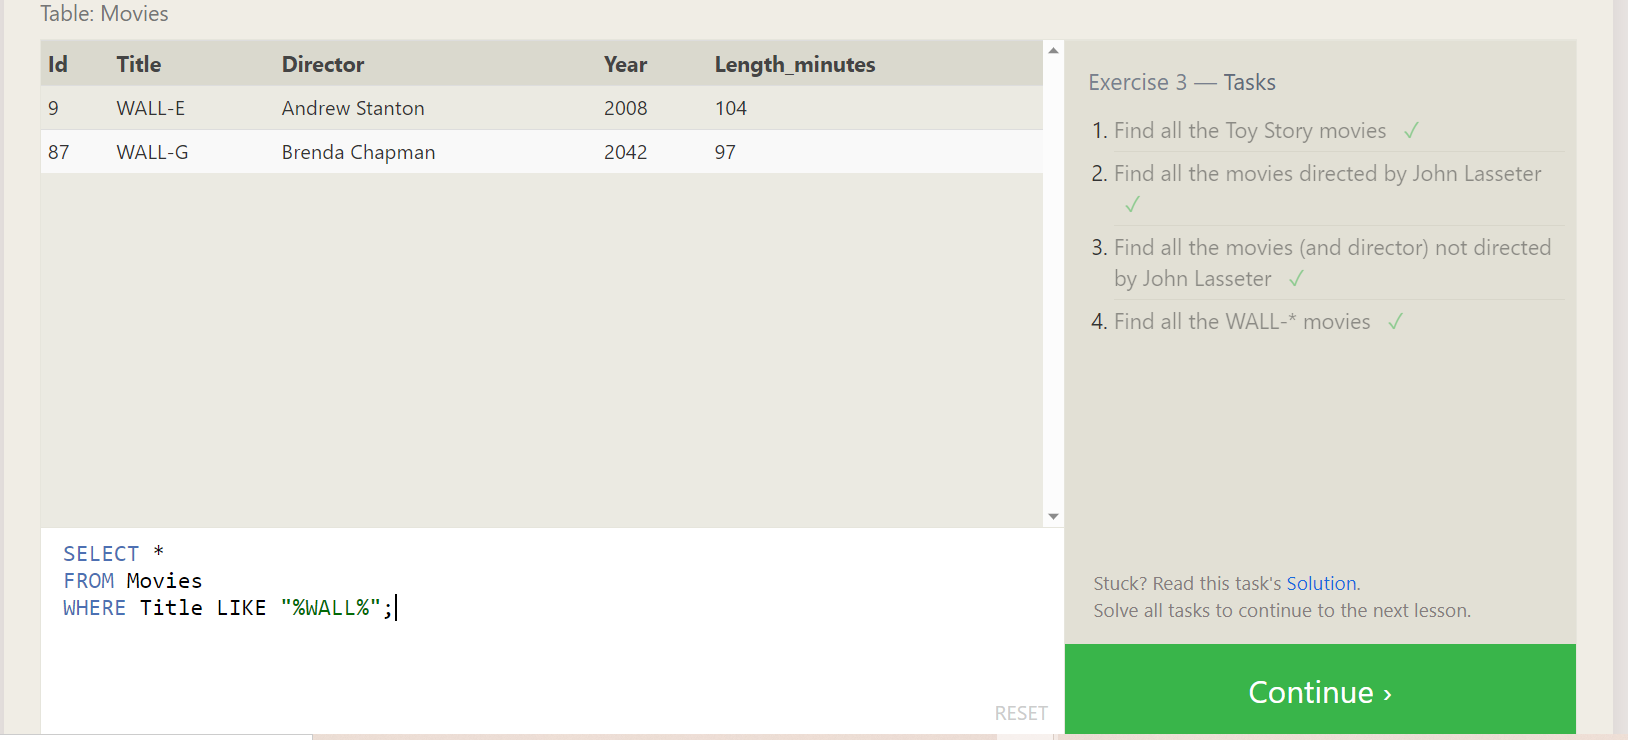 Table: Movies
Id Title Director Year Length_minutes
9 WALL-E Andrew Stanton 2008 104
87 WALL-G Brenda Chapman 2042 97
SELECT *
FROM Movies
WHERE Title LIKE "%WALL%";
RESET
Exercise 3 — Tasks
1. Find all the Toy Story movies ✓
2. Find all the movies directed by John Lasseter
✓
3. Find all the movies (and director) not directed
by John Lasseter ✓
4. Find all the WALL-* movies ✓
Stuck? Read this task's Solution.
Solve all tasks to continue to the next lesson.
Continue ›